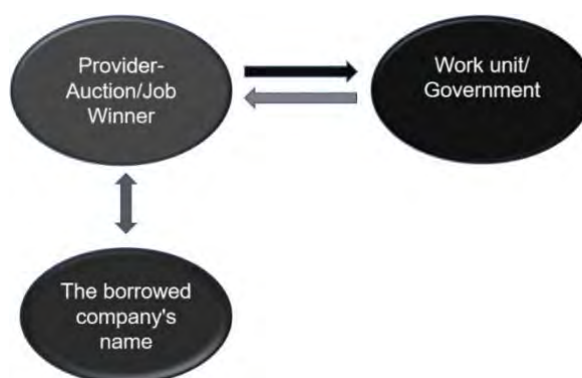 Provider-
Auction/Job
Winner
Work unit/
Government
The borrowed
company's
name